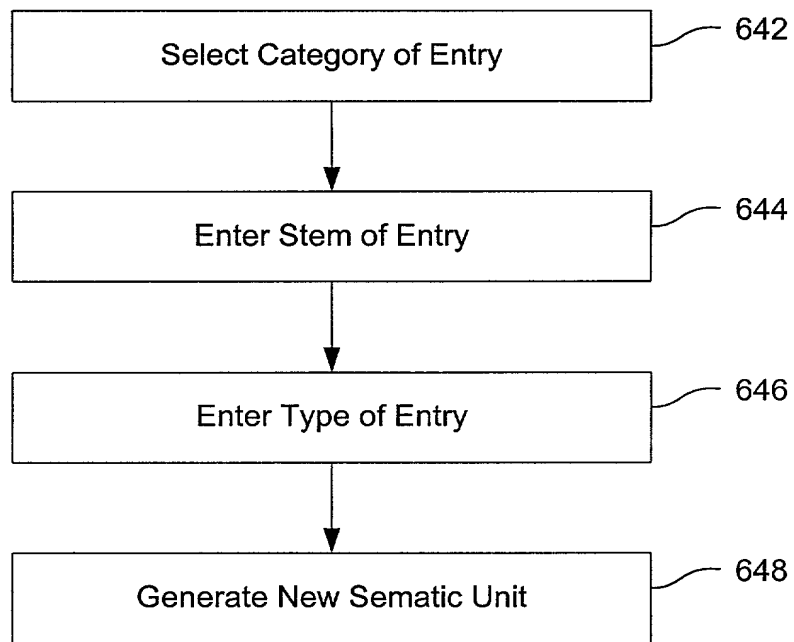 Select Category of Entry
642
Enter Stem of Entry
644
Enter Type of Entry
646
Generate New Sematic Unit
648